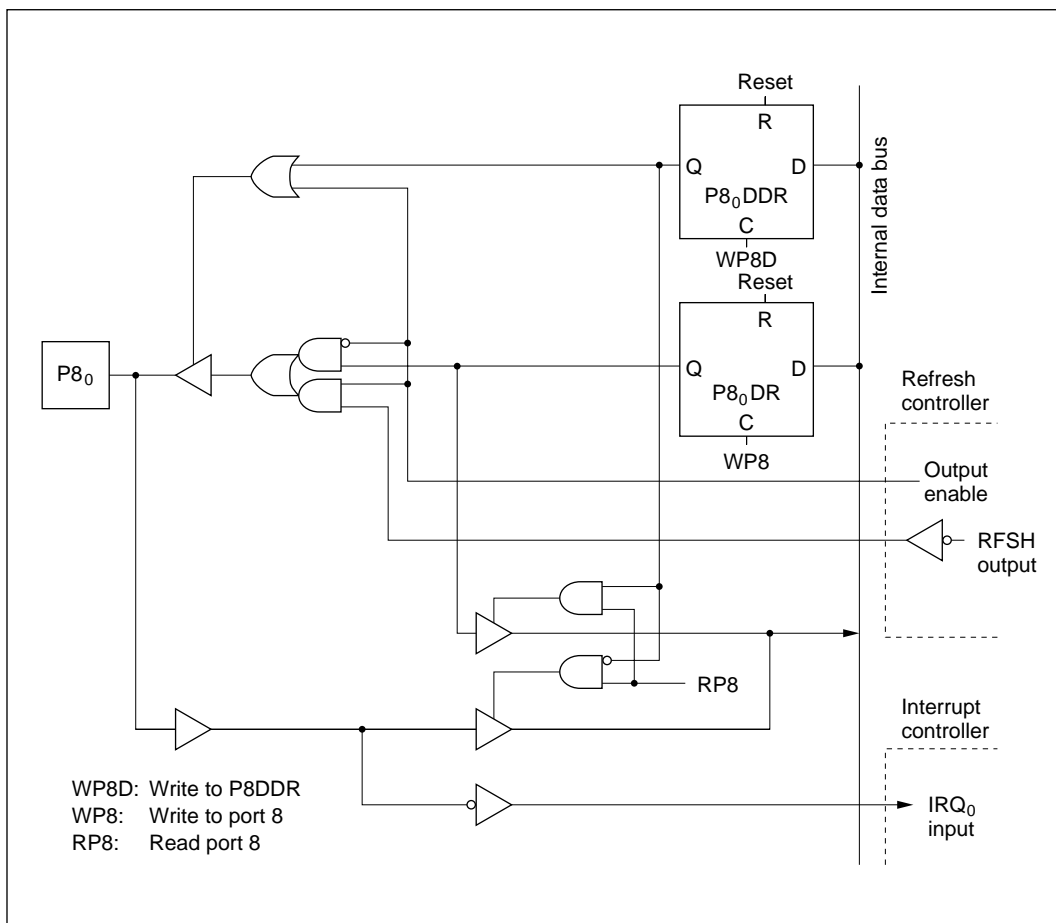 Reset
R
Q D
P8₀DDR
C
WP8D
Internal data bus
Reset
R
Q D
P8₀DR
C
WP8
P8₀
Refresh
controller
Output
enable
RFSH
output
RP8
Interrupt
controller
IRQ₀
input
WP8D: Write to P8DDR
WP8: Write to port 8
RP8: Read port 8